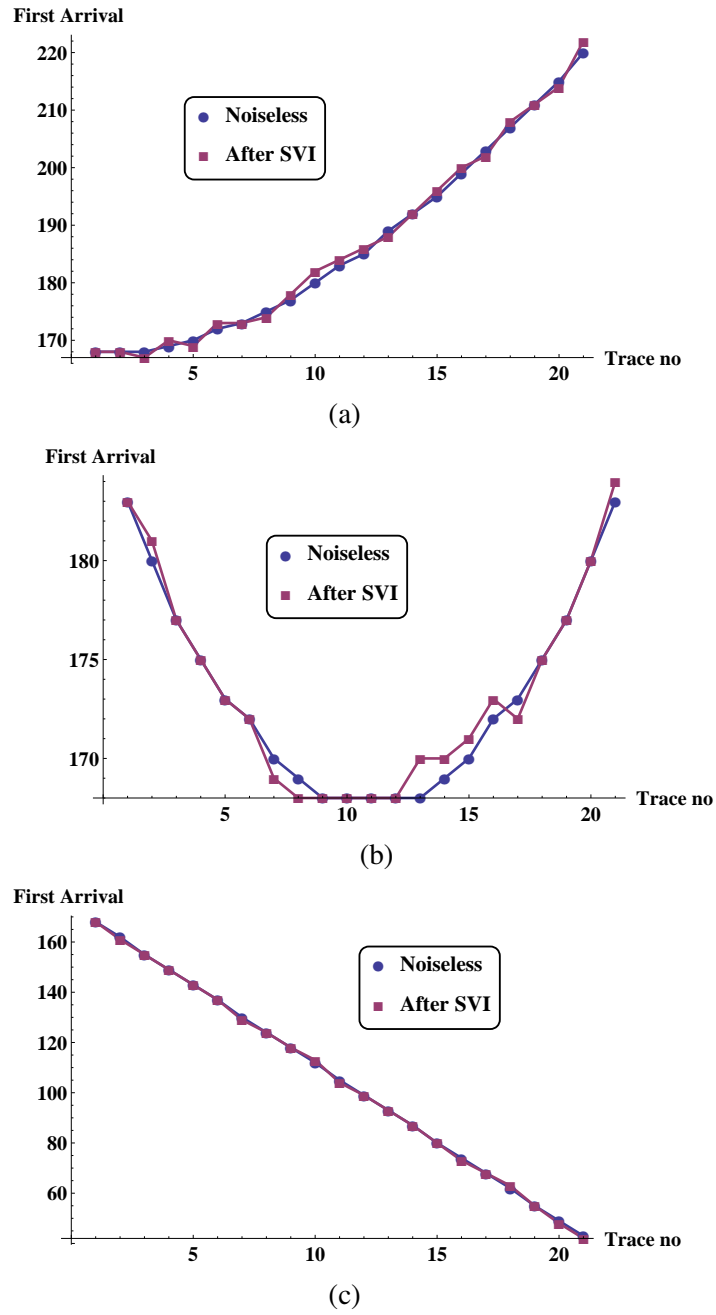 First Arrival
220
210
200
190
180
170
Noiseless
After SVI
5
10
15
20
Trace no
(a)
First Arrival
180
175
170
Noiseless
After SVI
5
10
15
20
Trace no
(b)
First Arrival
160
140
120
100
80
60
Noiseless
After SVI
5
10
15
20
Trace no
(c)